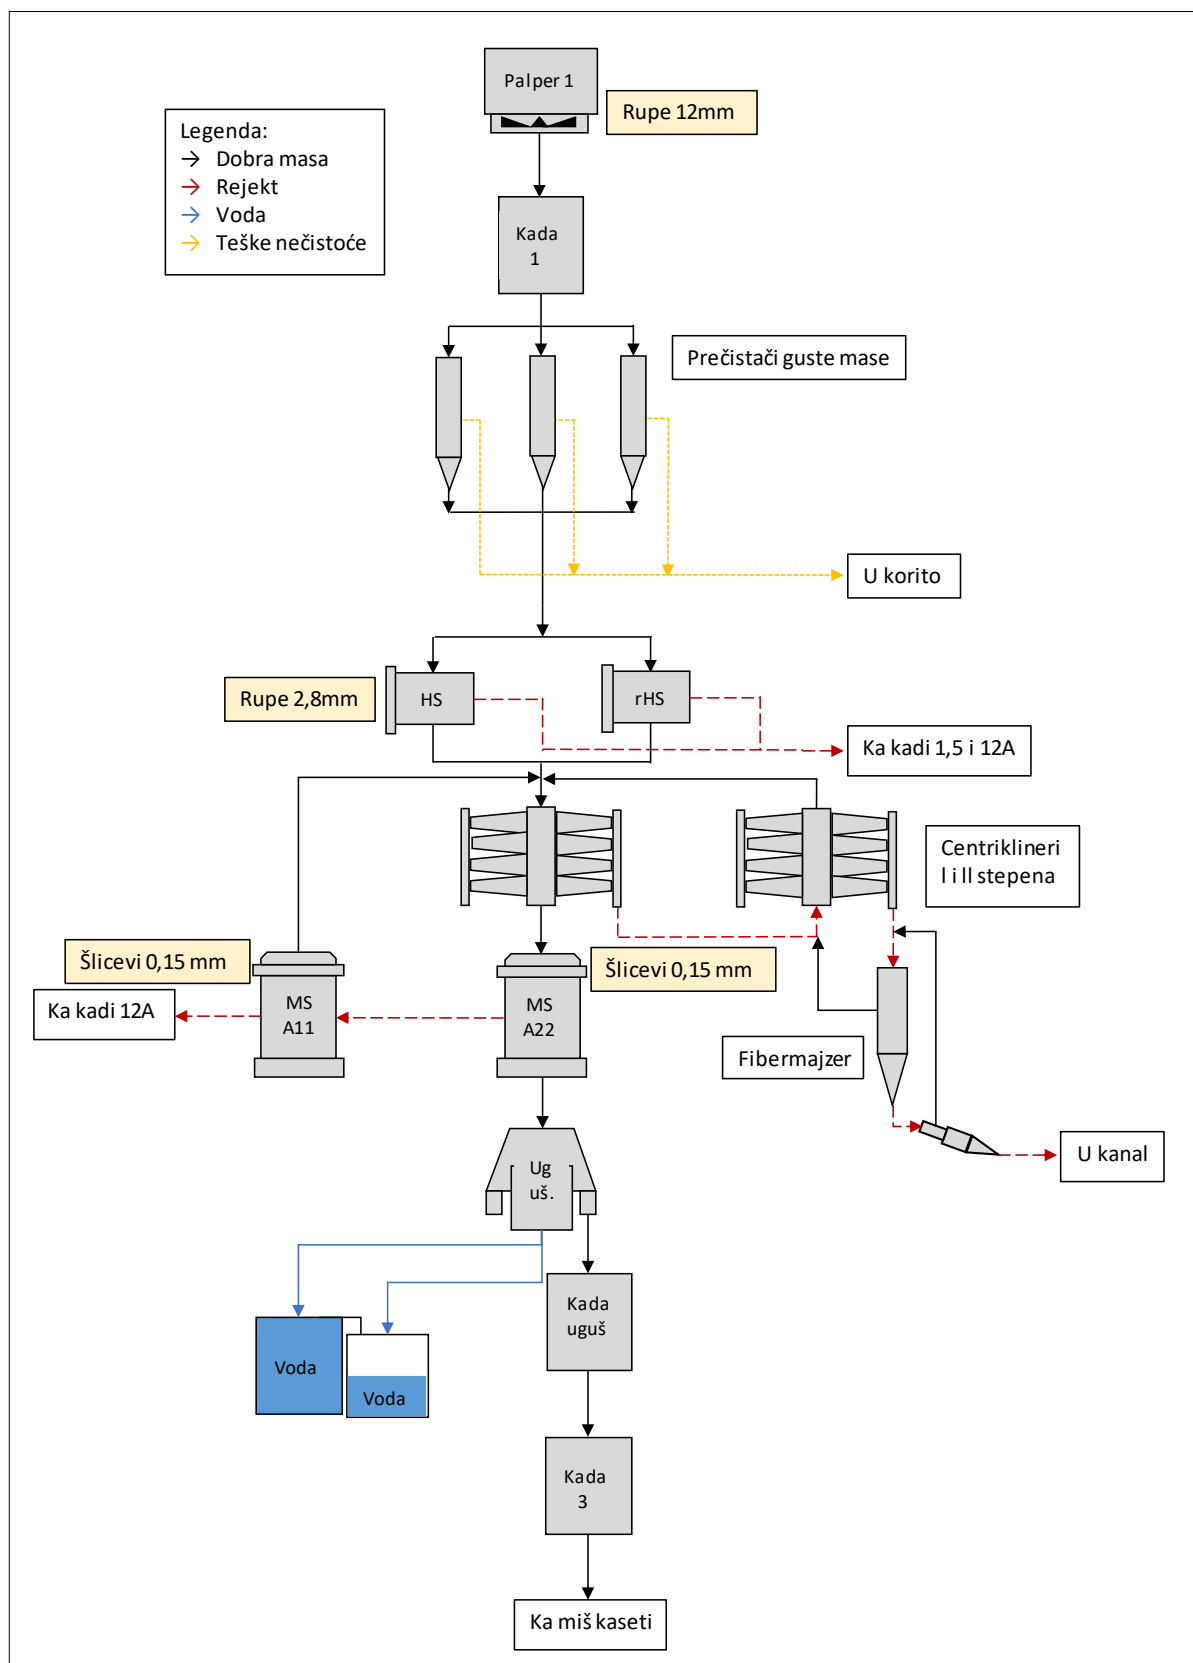 Palper 1
Rupe 12mm
Legenda:
Dobra masa
Rejekt
Voda
Teške nečistoće
Kada
1
Prečistači guste mase
U korito
HS
rHS
Rupe 2,8mm
Ka kadi 1,5 i 12A
Centriklineri
I i II stepena
Šlicevi 0,15 mm
Šlicevi 0,15 mm
Ka kadi 12A
MS
A11
MS
A22
Fibermajzer
U kanal
Ug
uš.
Kada
uguš
Voda
Voda
Kada
3
Ka miš kaseti